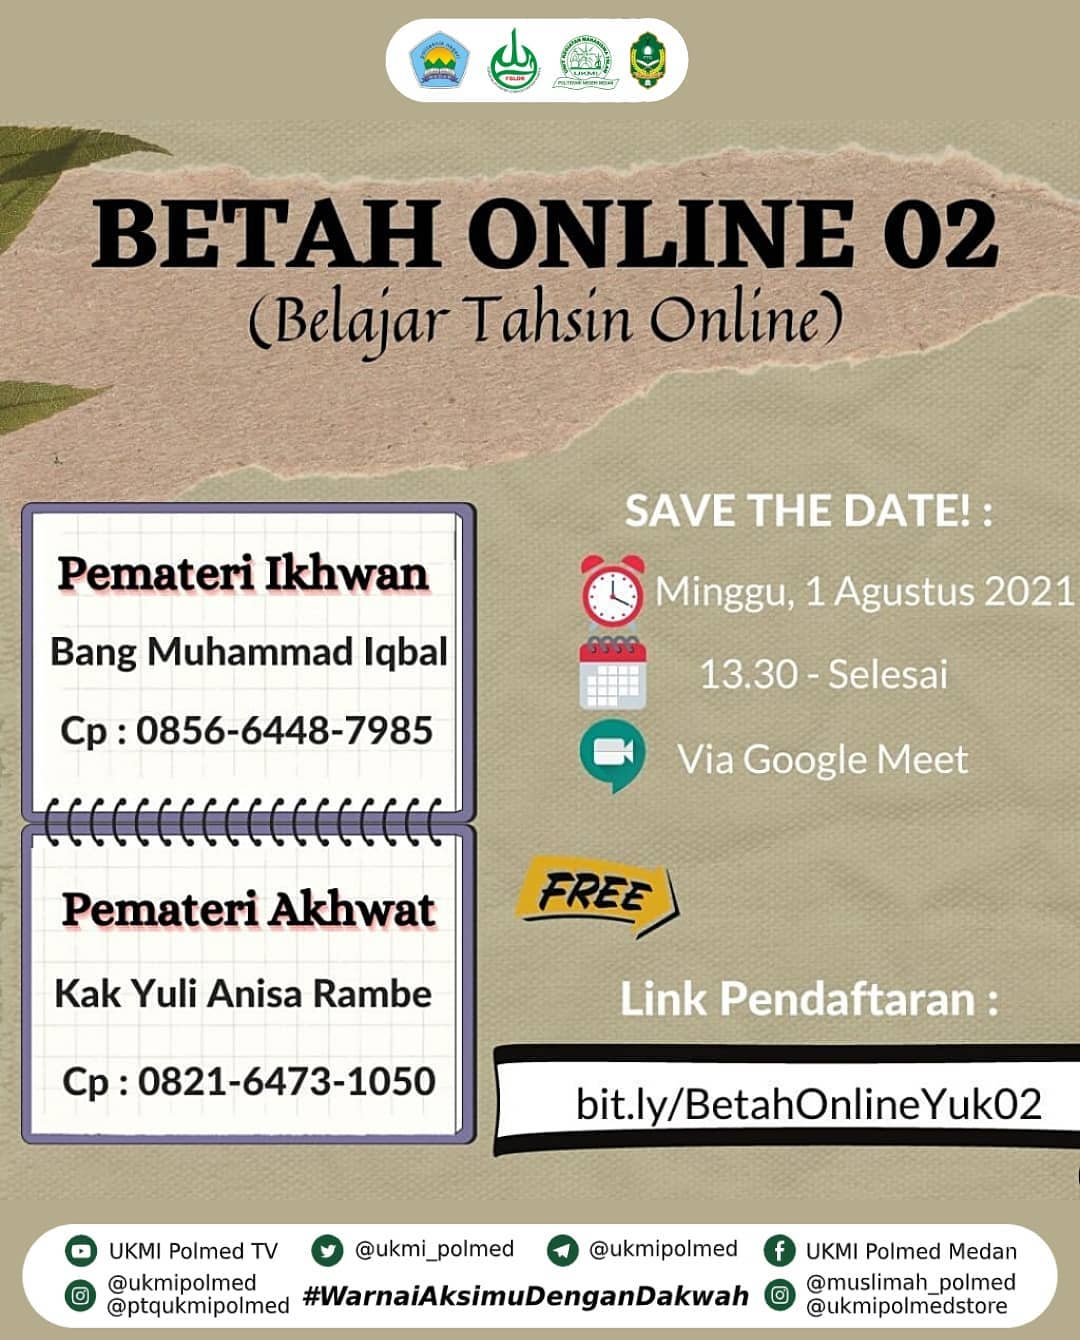 BETAH ONLINE 02
(Belajar Tahsin Online)
Pemateri Ikhwan
Bang Muhammad Iqbal
Cp : 0856-6448-7985
Pemateri Akhwat
Kak Yuli Anisa Rambe
Cp : 0821-6473-1050
SAVE THE DATE! :
Minggu, 1 Agustus 2021
13.30 - Selesai
Via Google Meet
FREE
Link Pendaftaran :
bit.ly/BetahOnlineYuk02
UKMI Polmed TV
@ukmi_polmed
@ukmipolmed
UKMI Polmed Medan
@ukmipolmed
@ptqukmipolmed
#WarnaiAksimuDenganDakwah
@muslimah_polmed
@ukmipolmedstore